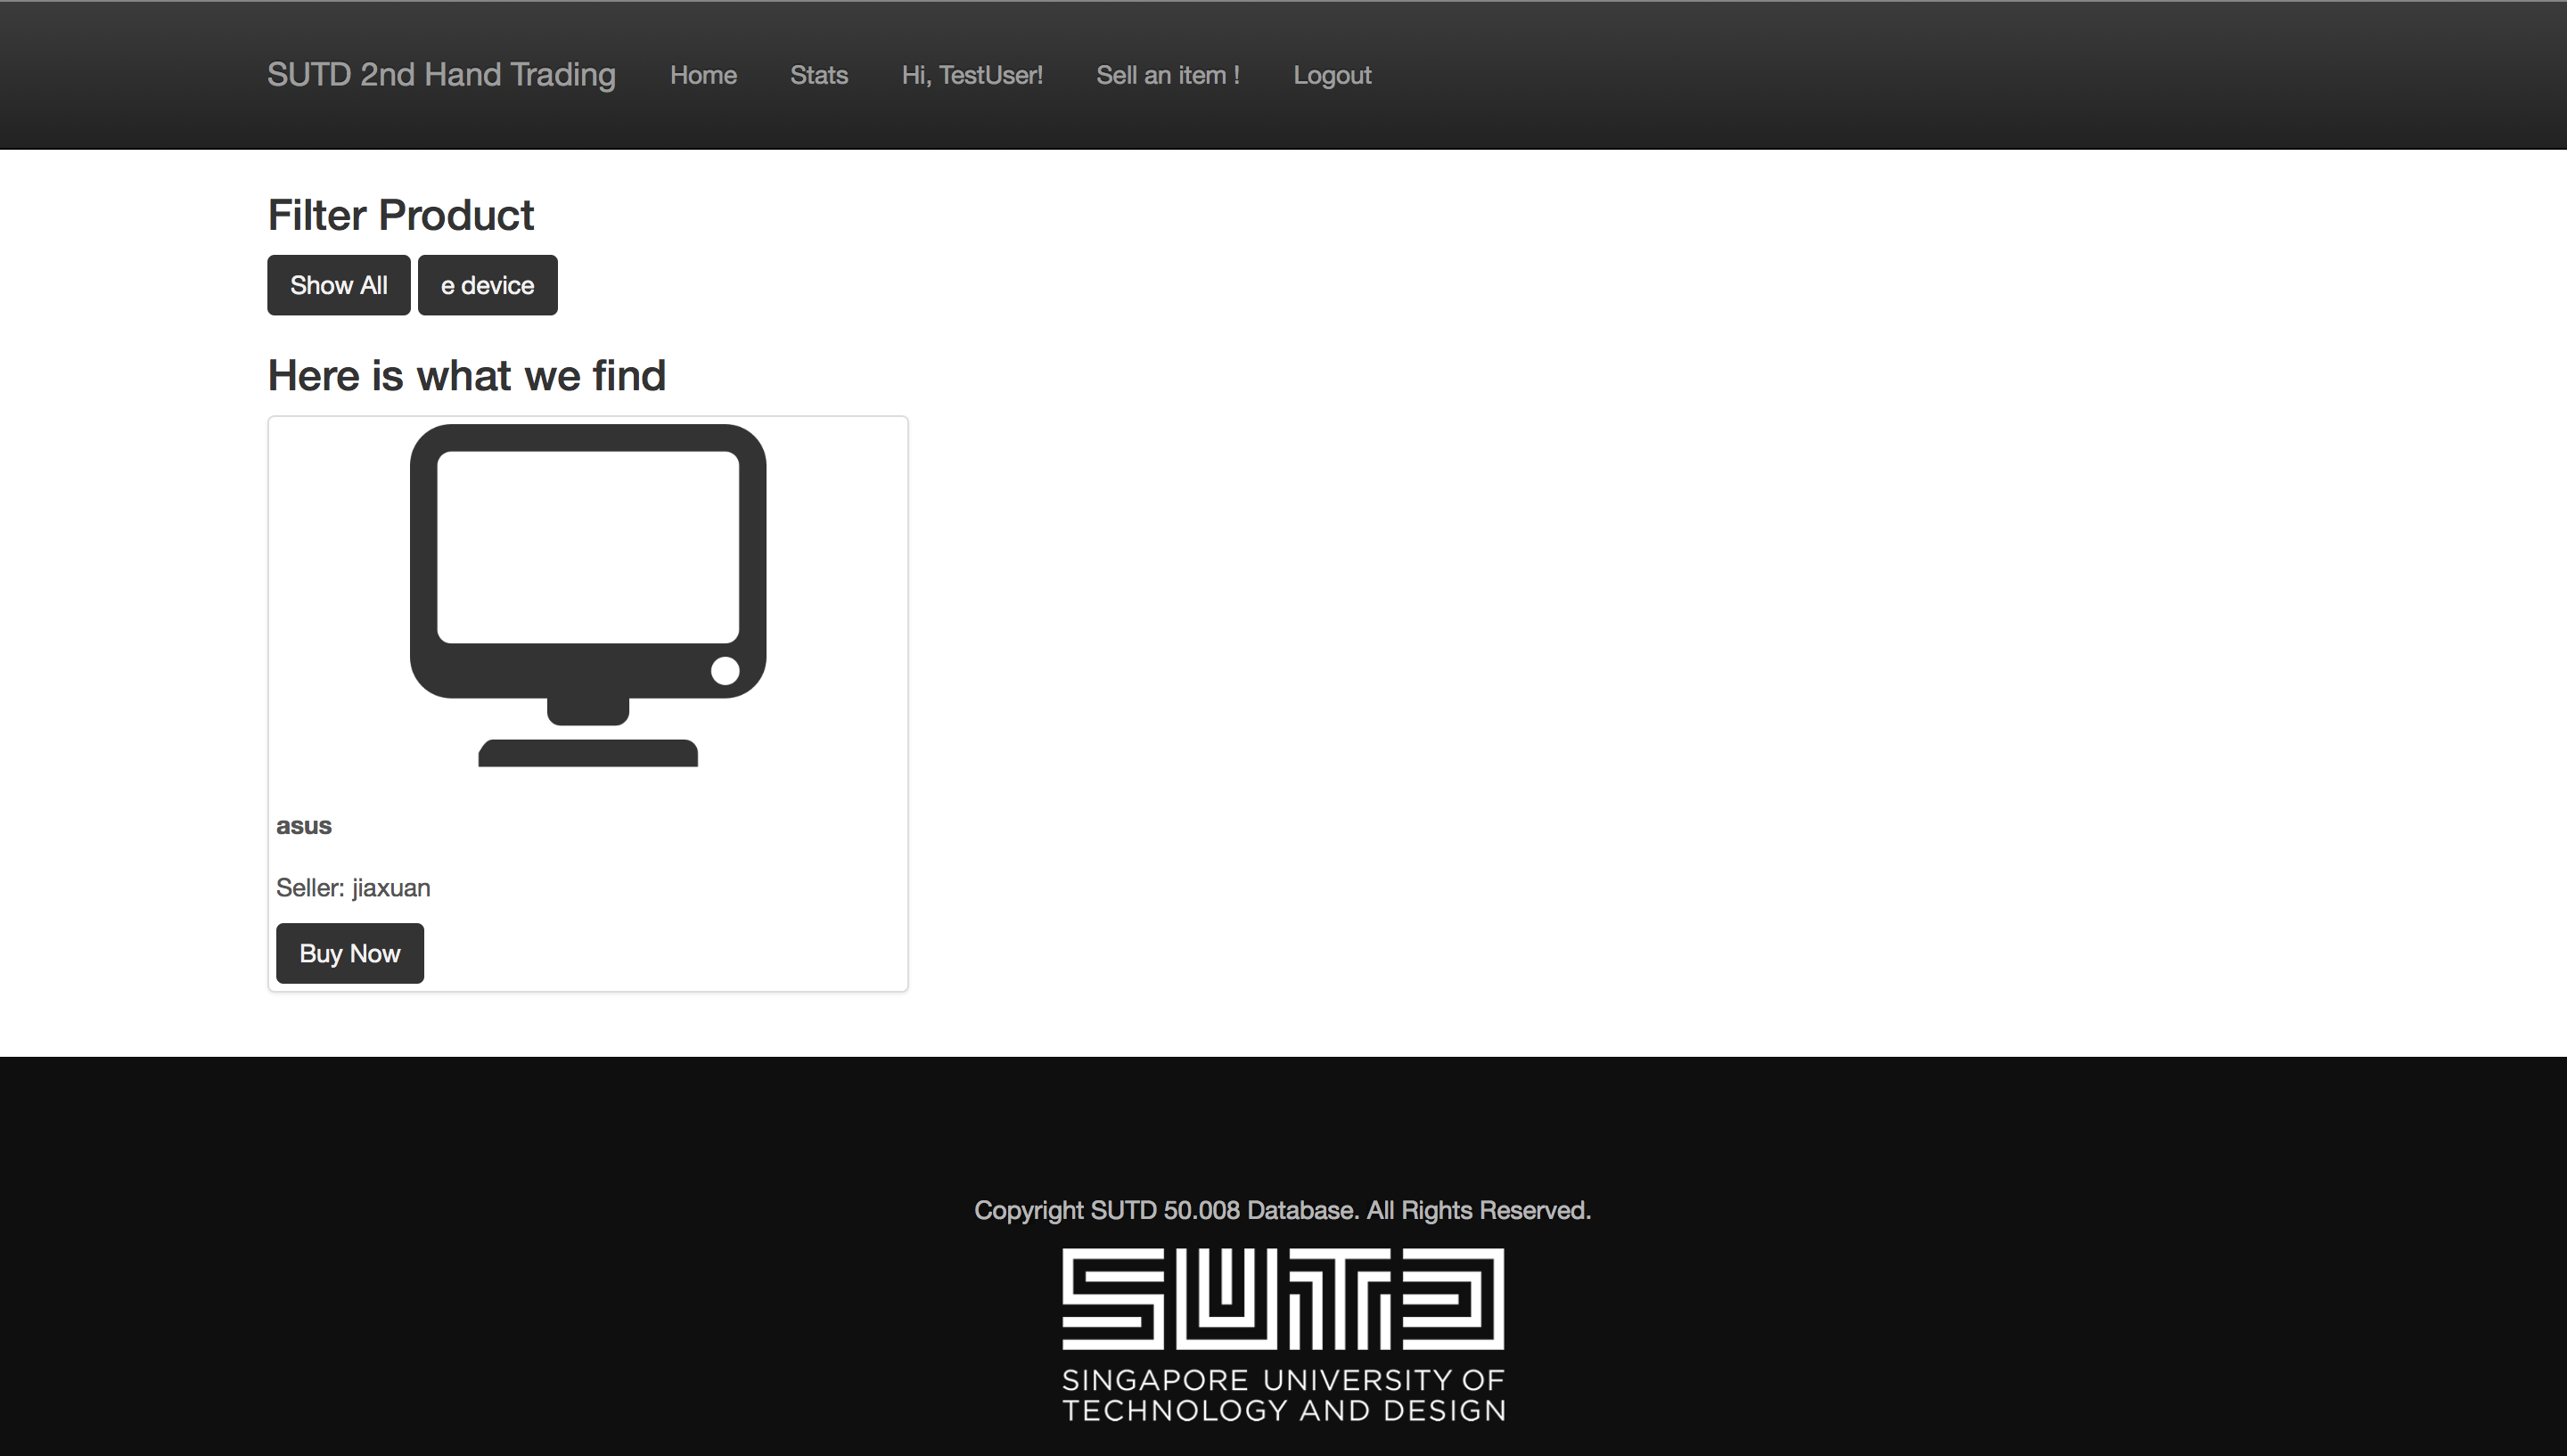 SUTD 2nd Hand Trading Home Stats Hi, TestUser! Sell an item ! Logout
Filter Product
Show All e device
Here is what we find
asus
Seller: jiaxuan
Buy Now
Copyright SUTD 50.008 Database. All Rights Reserved.
SUTD
SINGAPORE UNIVERSITY OF
TECHNOLOGY AND DESIGN